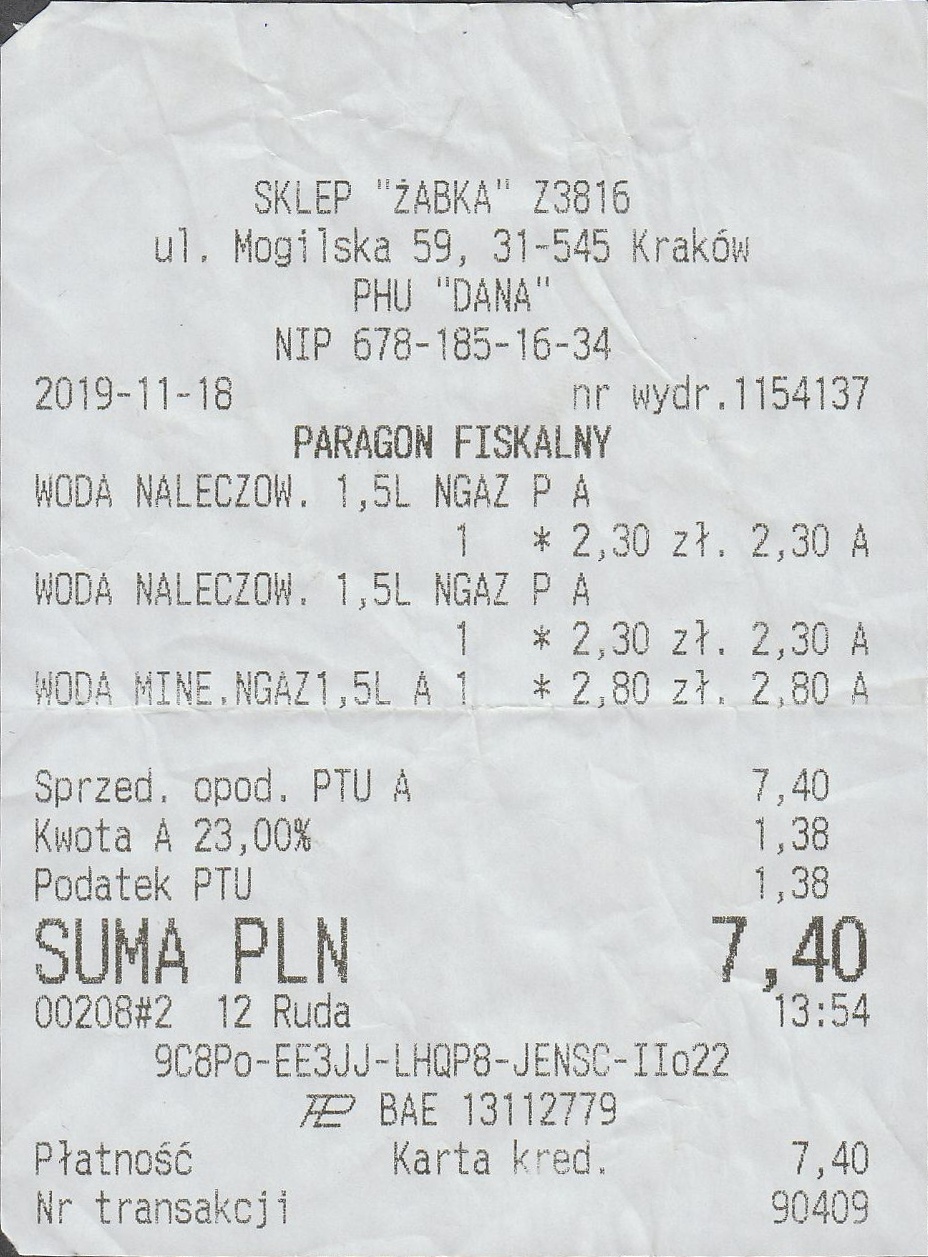 SKLEP "ŻABKA" Z3816
ul. Mogilska 59, 31-545 Kraków
PHU "DANA"
NIP 678-185-16-34
2019-11-18 nr wydr.1154137
PARAGON FISKALNY
WODA NALECZOW. 1,5L NGAZ P A
1 * 2,30 zł. 2,30 A
WODA NALECZOW. 1,5L NGAZ P A
1 * 2,30 zł. 2,30 A
WODA MINE.NGAZ1,5L A 1 * 2,80 zł. 2,80 A
Sprzed. opod. PTU A 7,40
Kwota A 23,00% 1,38
Podatek PTU 1,38
SUMA PLN 7,40
00208#2 12 Ruda 13:54
9C8Po-EE3JJ-LHQP8-JENSC-IIo22
BAE 13112779
Płatność Karta kred. 7,40
Nr transakcji 90409